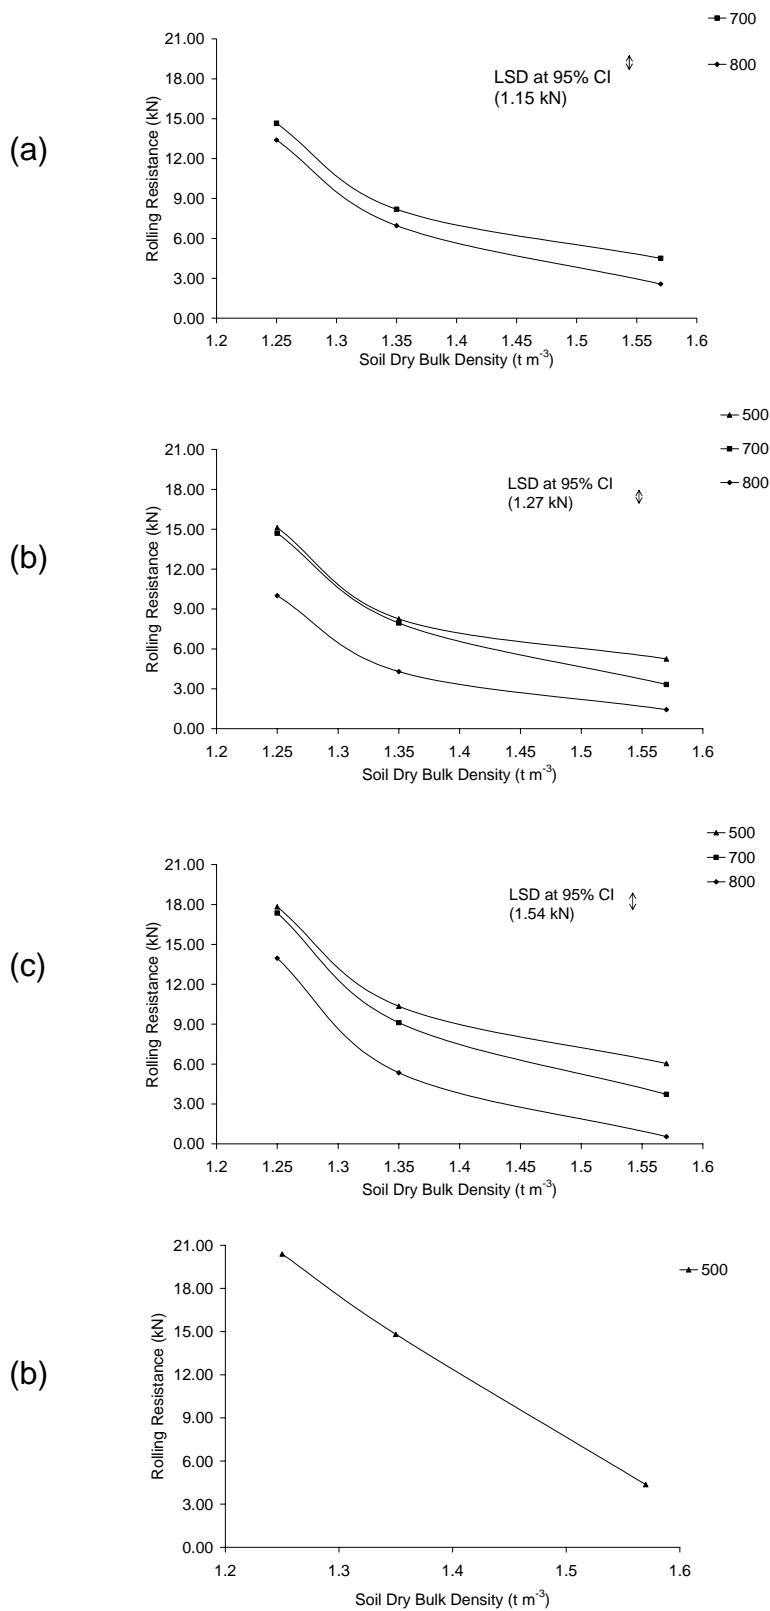 (a)
700
800
LSD at 95% CI
(1.15 kN)
Rolling Resistance (kN)
21.00
18.00
15.00
12.00
9.00
6.00
3.00
0.00
1.2 1.25 1.3 1.35 1.4 1.45 1.5 1.55 1.6
Soil Dry Bulk Density (t m-3)
(b)
500
700
800
LSD at 95% CI
(1.27 kN)
Rolling Resistance (kN)
21.00
18.00
15.00
12.00
9.00
6.00
3.00
0.00
1.2 1.25 1.3 1.35 1.4 1.45 1.5 1.55 1.6
Soil Dry Bulk Density (t m-3)
(c)
500
700
800
LSD at 95% CI
(1.54 kN)
Rolling Resistance (kN)
21.00
18.00
15.00
12.00
9.00
6.00
3.00
0.00
1.2 1.25 1.3 1.35 1.4 1.45 1.5 1.55 1.6
Soil Dry Bulk Density (t m-3)
(b)
500
Rolling Resistance (kN)
21.00
18.00
15.00
12.00
9.00
6.00
3.00
0.00
1.2 1.3 1.4 1.5 1.6
Soil Dry Bulk Density (t m-3)